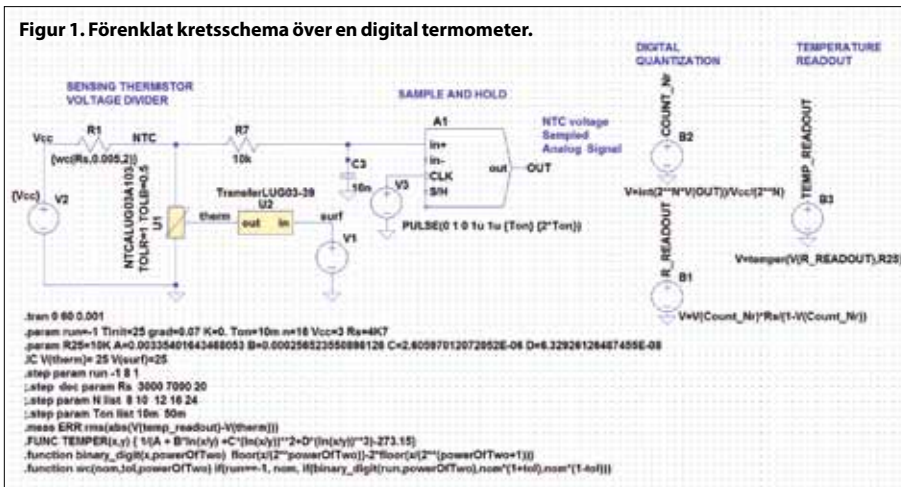 Figur 1. Förenklat kretsschema över en digital termometer.
DIGITAL
QUANTIZATION
TEMPERATURE
READOUT
SENSING THERMISTOR
VOLTAGE DIVIDER
SAMPLE AND HOLD
Vcc
R1
NTC
{wc(Rs,0.005,2)}
R7
10k
C3
10n
A1
in+
in-
CLK
S/H
out
OUT
NTC voltage
Sampled
Analog Signal
COUNT_Nr
B2
V=int(2**N*V(OUT))/Vcc/(2**N)
TEMP_READOUT
B3
V=temper(V(R_READOUT),R25)
{Vcc}
V2
NTCALUG03A103
TOLR=1 TOLB=0.5
U1
TransferLUG03-39
U2
therm
out
in
surf
V1
V3
PULSE(0 1 0 1u 1u {Ton} {2*Ton})
R_READOUT
B1
V=V(Count_Nr)*Rs/(1-V(Count_Nr))
.tran 0 60 0.001
.param run=-1 Tinit=25 grad=0.07 K=0. Ton=10m n=16 Vcc=3 Rs=4K7
.param R25=10K A=0.00335401643468053 B=0.000256523550896126 C=2.60597012072052E-06 D=6.32926126487455E-08
.IC V(therm)= 25 V(surf)=25
.step param run -1 8 1
;.step dec param Rs 3000 7000 20
;.step param N list 8 10 12 16 24
;.step param Ton list 10m 50m
.meas ERR rms(abs(V(temp_readout)-V(therm)))
.FUNC TEMPER(x,y) { 1/(A + B*ln(x/y) +C*(ln(x/y))**2+D*(ln(x/y))**3)-273.15}
.function binary_digit(x,powerOfTwo) floor(x/(2**powerOfTwo))-2*floor(x/(2**(powerOfTwo+1)))
.function wc(nom,tol,powerOfTwo) if(run==-1, nom, if(binary_digit(run,powerOfTwo),nom*(1+tol),nom*(1-tol)))